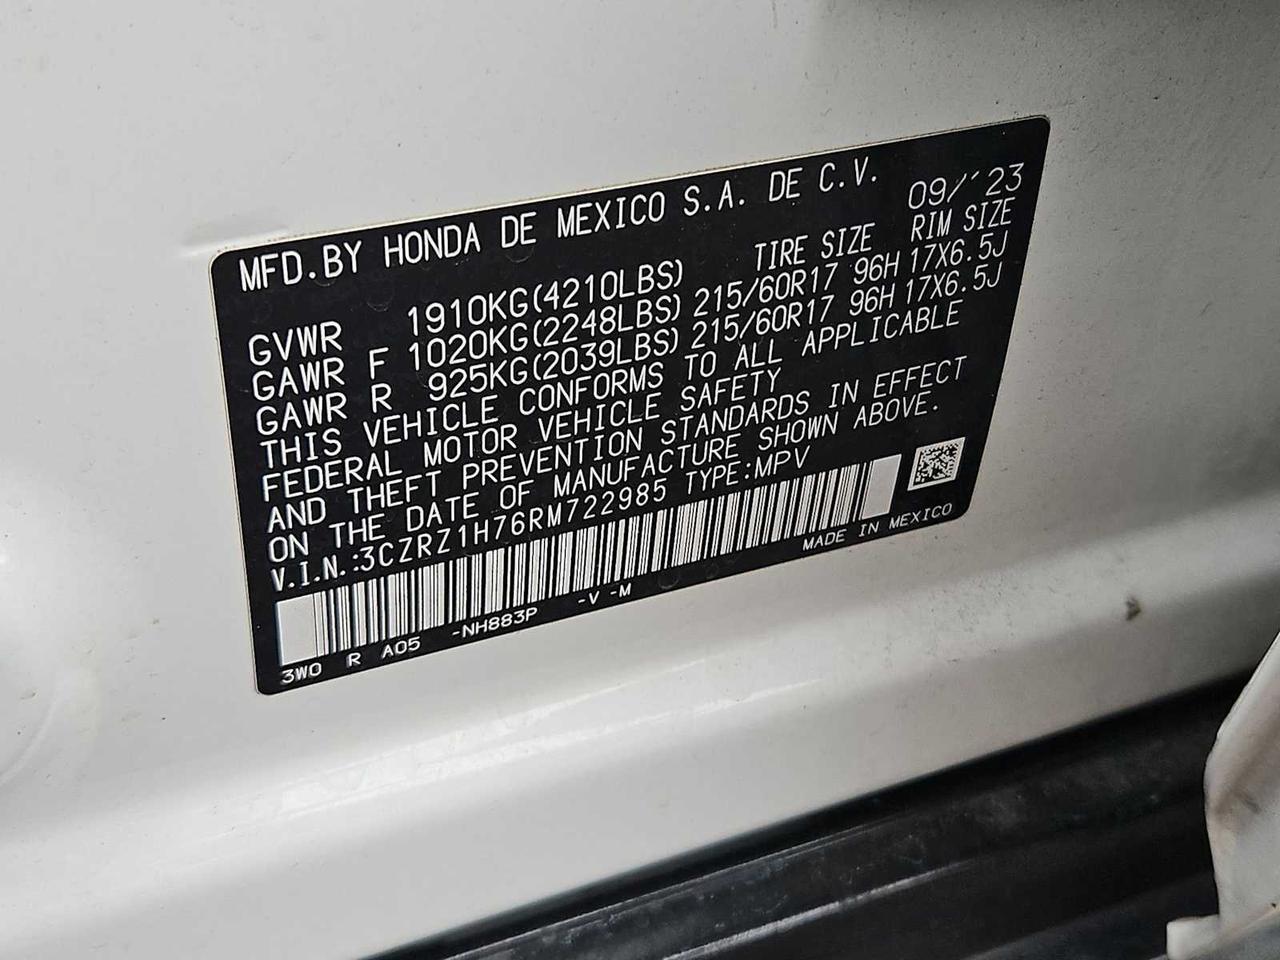 MFD.BY HONDA DE MEXICO S.A. DE C.V. 09/'23
GVWR 1910KG(4210LBS) TIRE SIZE RIM SIZE
GAWR F 1020KG(2248LBS) 215/60R17 96H 17X6.5J
GAWR R 925KG(2039LBS) 215/60R17 96H 17X6.5J
THIS VEHICLE CONFORMS TO ALL APPLICABLE
FEDERAL MOTOR VEHICLE SAFETY
AND THEFT PREVENTION STANDARDS IN EFFECT
ON THE DATE OF MANUFACTURE SHOWN ABOVE.
V.I.N.:3CZRZ1H76RM722985 TYPE:MPV
MADE IN MEXICO
3W0 R A05 -NH883P -V -M